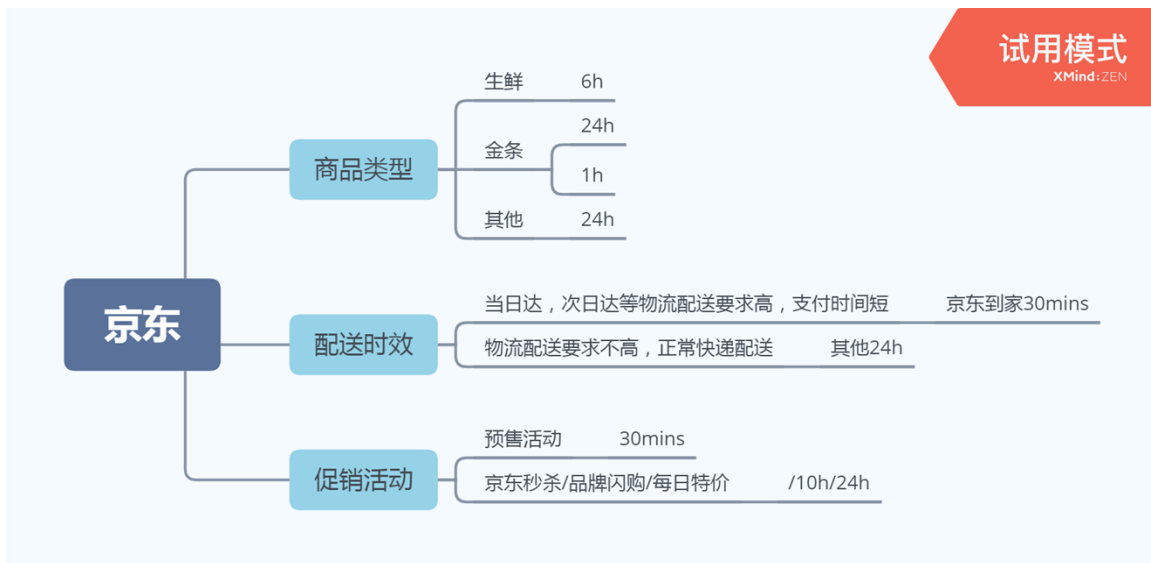 试用模式
XMind:ZEN
京东
商品类型
生鲜 6h
金条
24h
1h
其他 24h
配送时效
当日达，次日达等物流配送要求高，支付时间短 京东到家30mins
物流配送要求不高，正常快递配送 其他24h
促销活动
预售活动 30mins
京东秒杀/品牌闪购/每日特价 /10h/24h